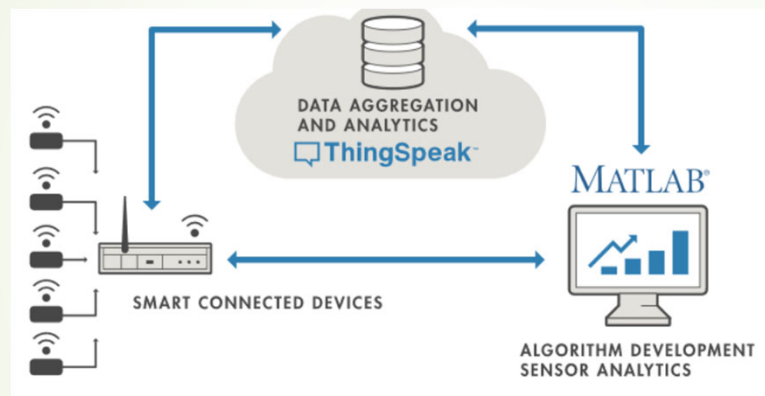 DATA AGGREGATION
AND ANALYTICS
ThingSpeak™
MATLAB®
SMART CONNECTED DEVICES
ALGORITHM DEVELOPMENT
SENSOR ANALYTICS